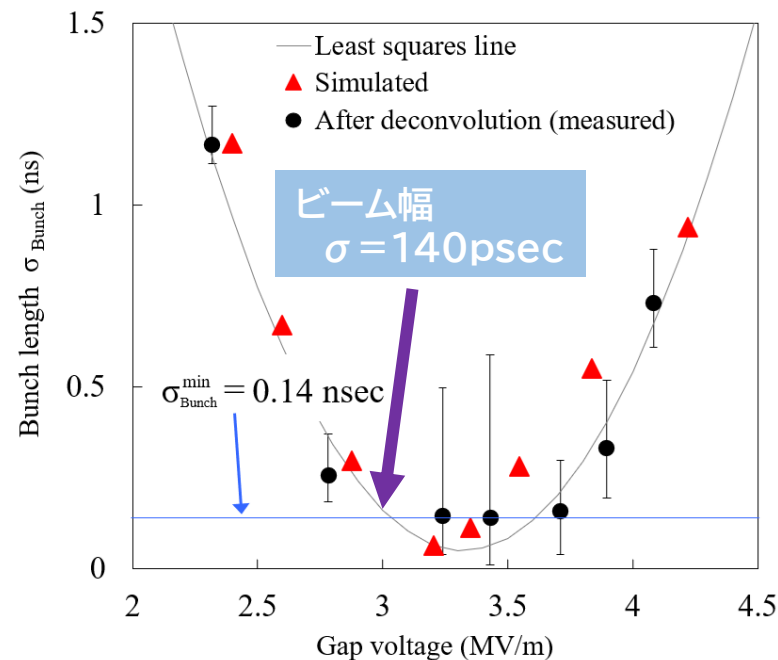 1.5
Least squares line
Simulated
After deconvolution (measured)
1
ビーム幅
σ=140psec
0.5
σ min Bunch = 0.14 nsec
0
2 2.5 3 3.5 4 4.5
Gap voltage (MV/m)
Bunch length σ Bunch (ns)